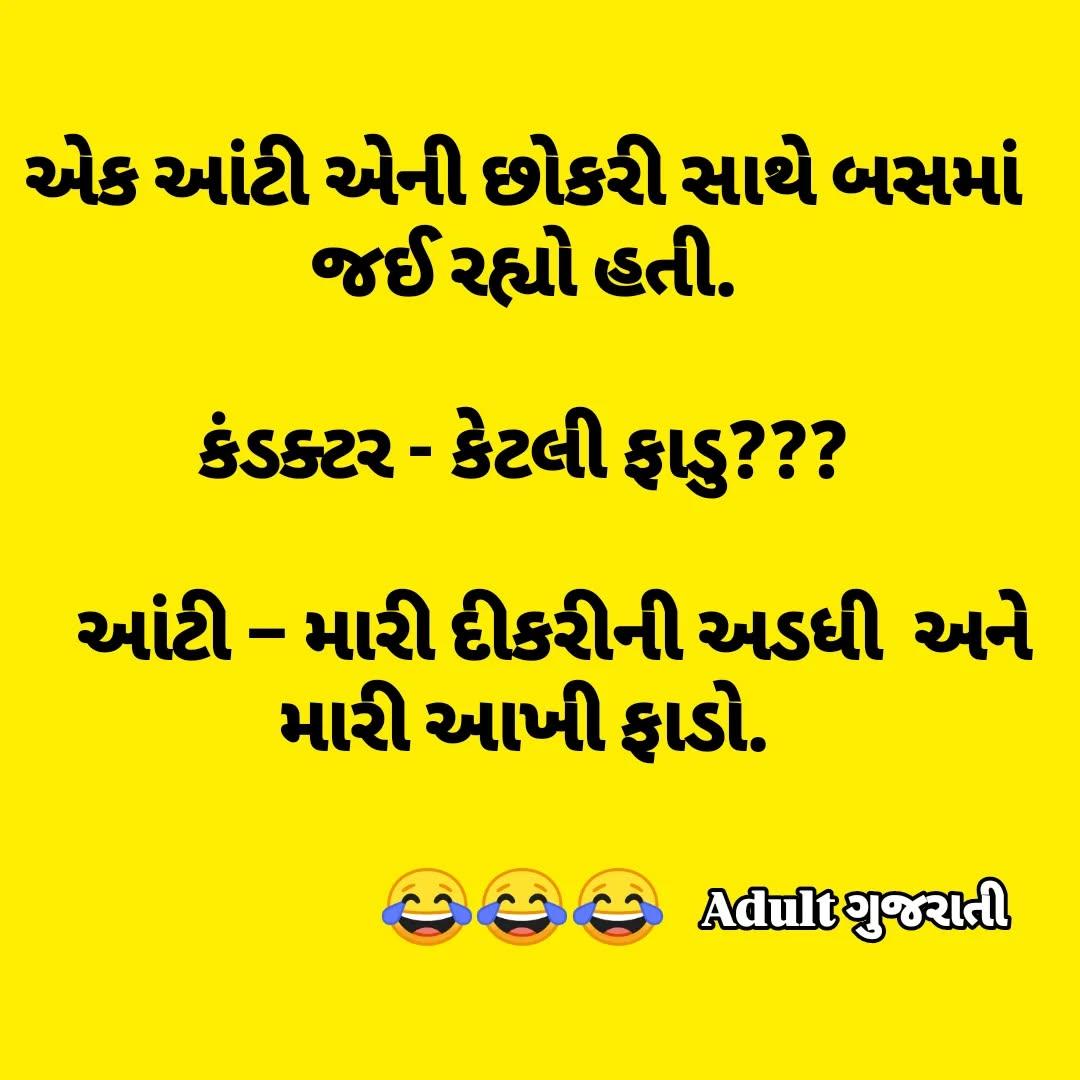 એક આંટી એની છોકરી સાથે બસમાં
જઈ રહ્યો હતી.
કંડક્ટર - કેટલી ફાડુ???
આંટી – મારી દીકરીની અડધી અને
મારી આખી ફાડો.
😂😂😂 Adult ગુજરાતી